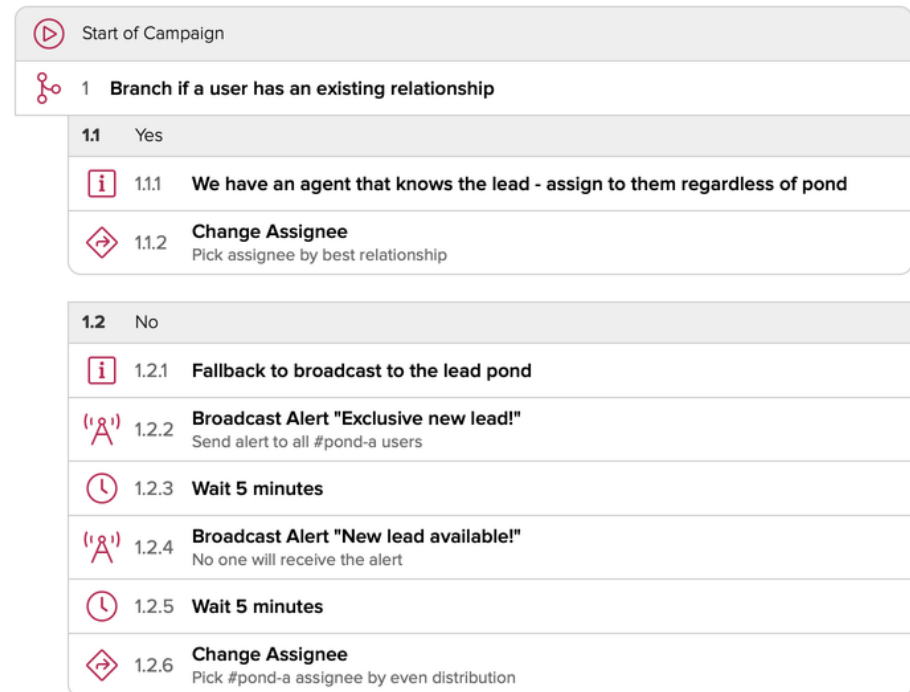 Start of Campaign
1 Branch if a user has an existing relationship
1.1 Yes
1.1.1 We have an agent that knows the lead - assign to them regardless of pond
1.1.2 Change Assignee
Pick assignee by best relationship
1.2 No
1.2.1 Fallback to broadcast to the lead pond
1.2.2 Broadcast Alert "Exclusive new lead!"
Send alert to all #pond-a users
1.2.3 Wait 5 minutes
1.2.4 Broadcast Alert "New lead available!"
No one will receive the alert
1.2.5 Wait 5 minutes
1.2.6 Change Assignee
Pick #pond-a assignee by even distribution